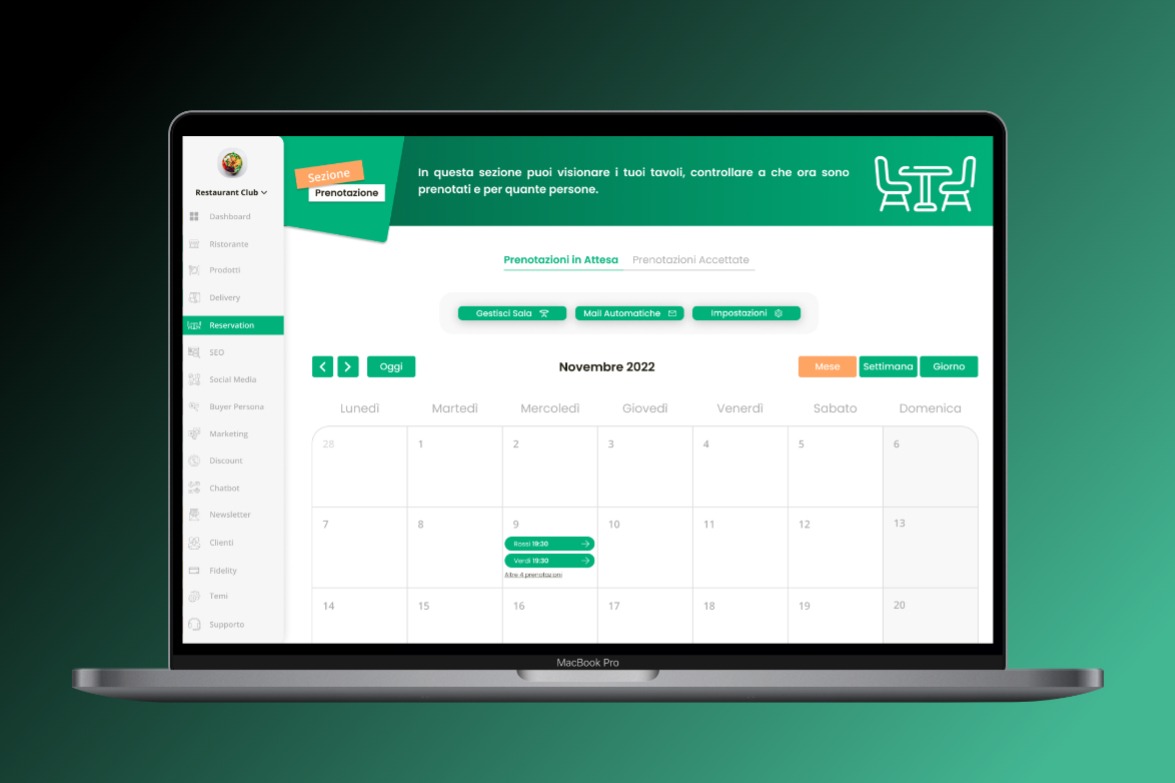 Restaurant Club
Dashboard
Ristorante
Prodotti
Delivery
Reservation
SEO
Social Media
Buyer Persona
Marketing
Discount
Chatbot
Newsletter
Clienti
Fidelity
Temi
Supporto
Sezione
Prenotazione
In questa sezione puoi visionare i tuoi tavoli, controllare a che ora sono
prenotati e per quante persone.
Prenotazioni in Attesa Prenotazioni Accettate
Gestisci Sala Mail Automatiche Impostazioni
Oggi Novembre 2022 Mese Settimana Giorno
Lunedì Martedì Mercoledì Giovedì Venerdì Sabato Domenica
28 1 2 3 4 5 6
7 8 9 10 11 12 13
Rossi 19:30
Verdi 19:30
Altre 4 prenotazioni
14 15 16 17 18 19 20
MacBook Pro